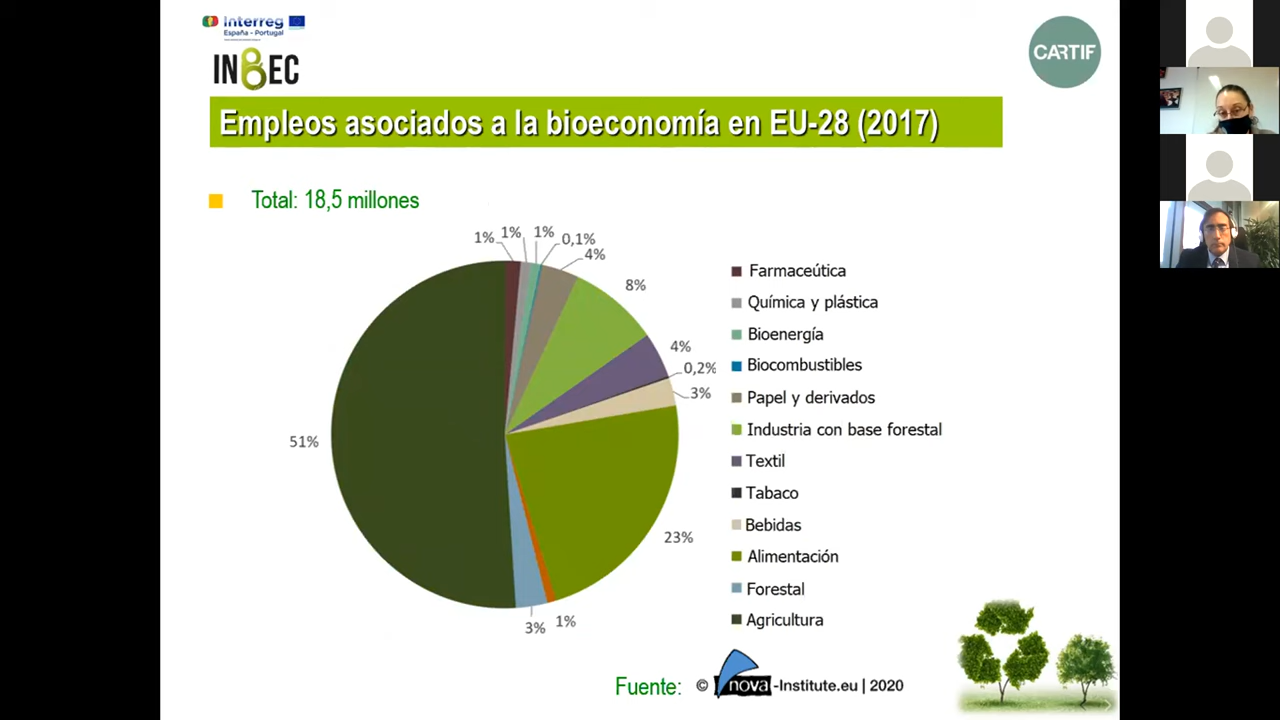 Interreg
España - Portugal
INBEC
CARTIF
Empleos asociados a la bioeconomía en EU-28 (2017)
Total: 18,5 millones
1%
1%
1%
0,1%
4%
8%
4%
0,2%
3%
51%
23%
3%
1%
Farmaceútica
Química y plástica
Bioenergía
Biocombustibles
Papel y derivados
Industria con base forestal
Textil
Tabaco
Bebidas
Alimentación
Forestal
Agricultura
Fuente: © nova-Institute.eu | 2020